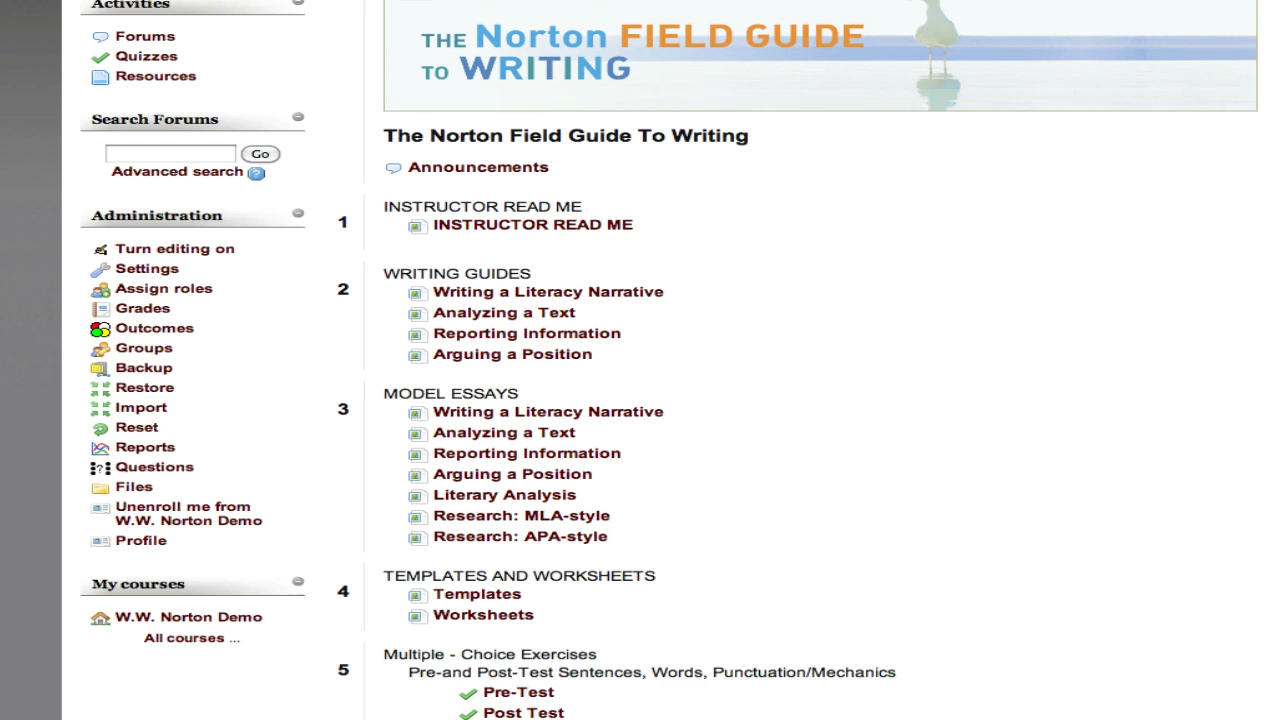 Activities
Forums
Quizzes
Resources
Search Forums
Go
Advanced search ?
Administration
Turn editing on
Settings
Assign roles
Grades
Outcomes
Groups
Backup
Restore
Import
Reset
Reports
Questions
Files
Unenroll me from
W.W. Norton Demo
Profile
My courses
W.W. Norton Demo
All courses ...
THE Norton FIELD GUIDE
TO WRITING
The Norton Field Guide To Writing
Announcements
1
INSTRUCTOR READ ME
INSTRUCTOR READ ME
2
WRITING GUIDES
Writing a Literacy Narrative
Analyzing a Text
Reporting Information
Arguing a Position
3
MODEL ESSAYS
Writing a Literacy Narrative
Analyzing a Text
Reporting Information
Arguing a Position
Literary Analysis
Research: MLA-style
Research: APA-style
4
TEMPLATES AND WORKSHEETS
Templates
Worksheets
5
Multiple - Choice Exercises
Pre-and Post-Test Sentences, Words, Punctuation/Mechanics
Pre-Test
Post Test